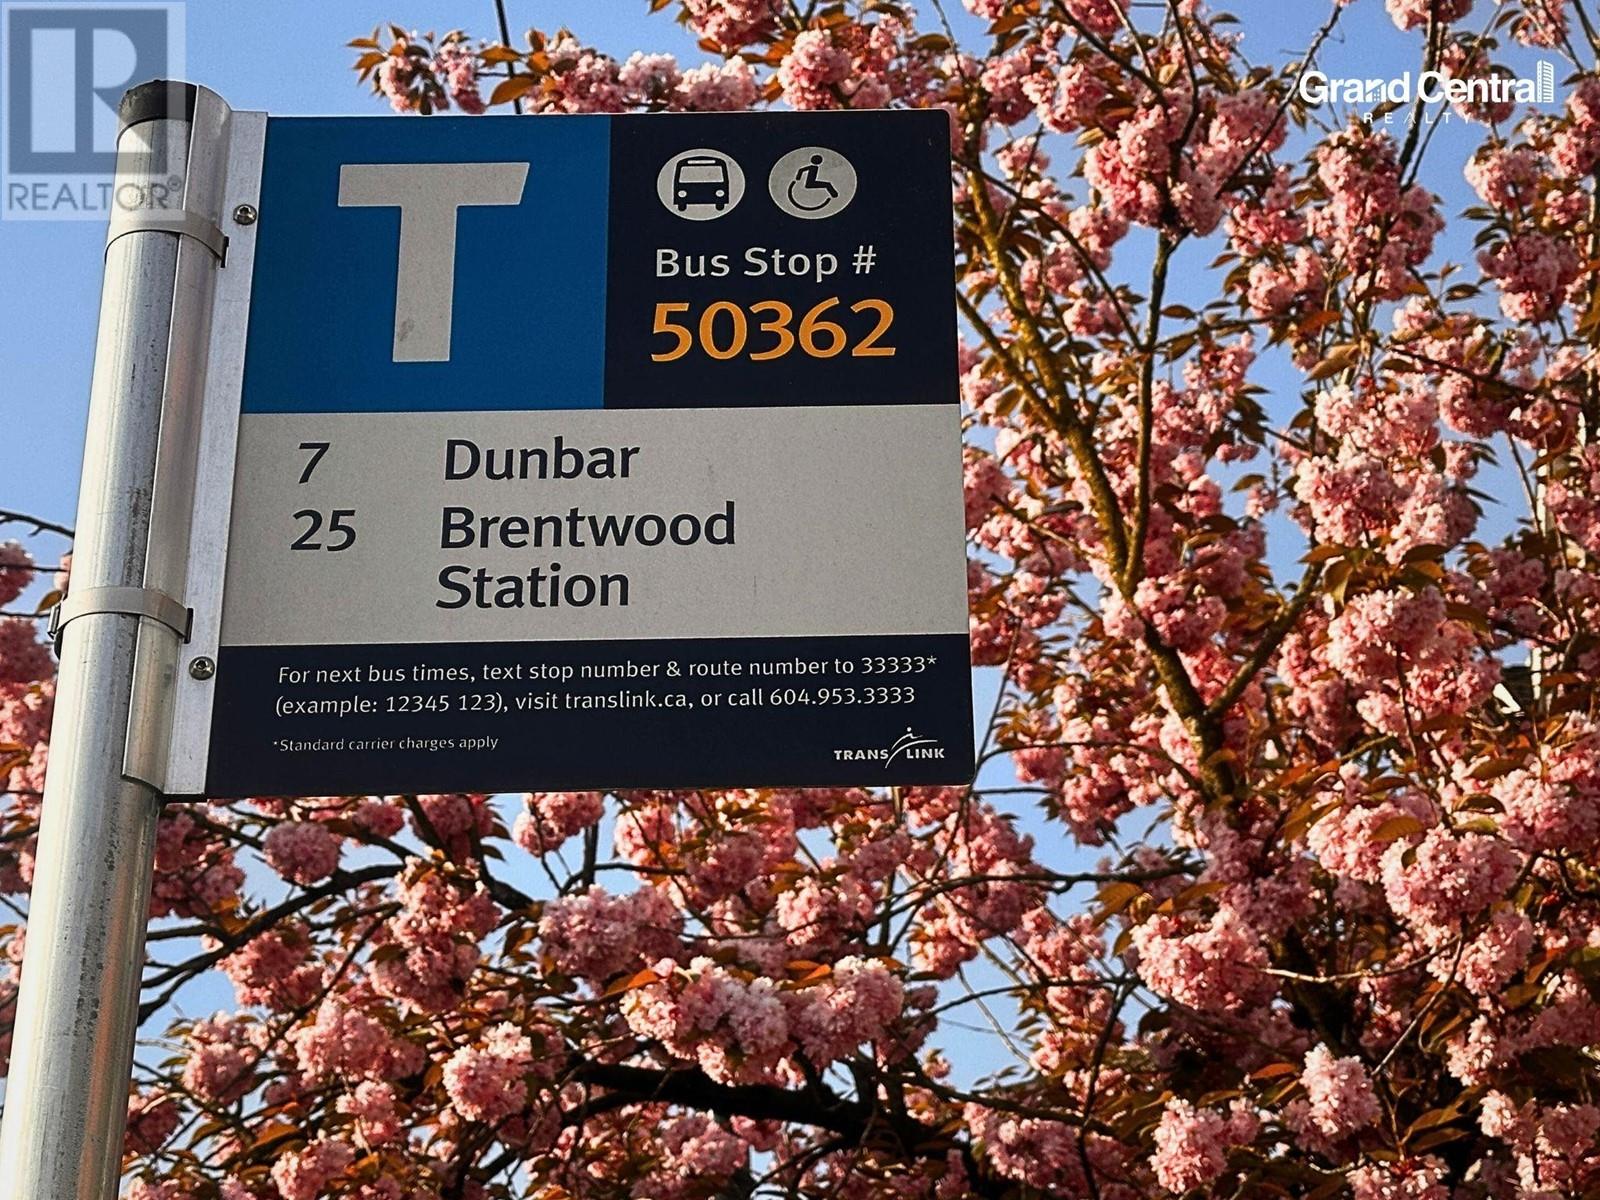 REALTOR®
Grand Central
REALTY
T
Bus Stop #
50362
7 Dunbar
25 Brentwood
Station
For next bus times, text stop number & route number to 33333*
(example: 12345 123), visit translink.ca, or call 604.953.3333
*Standard carrier charges apply
TRANS LINK